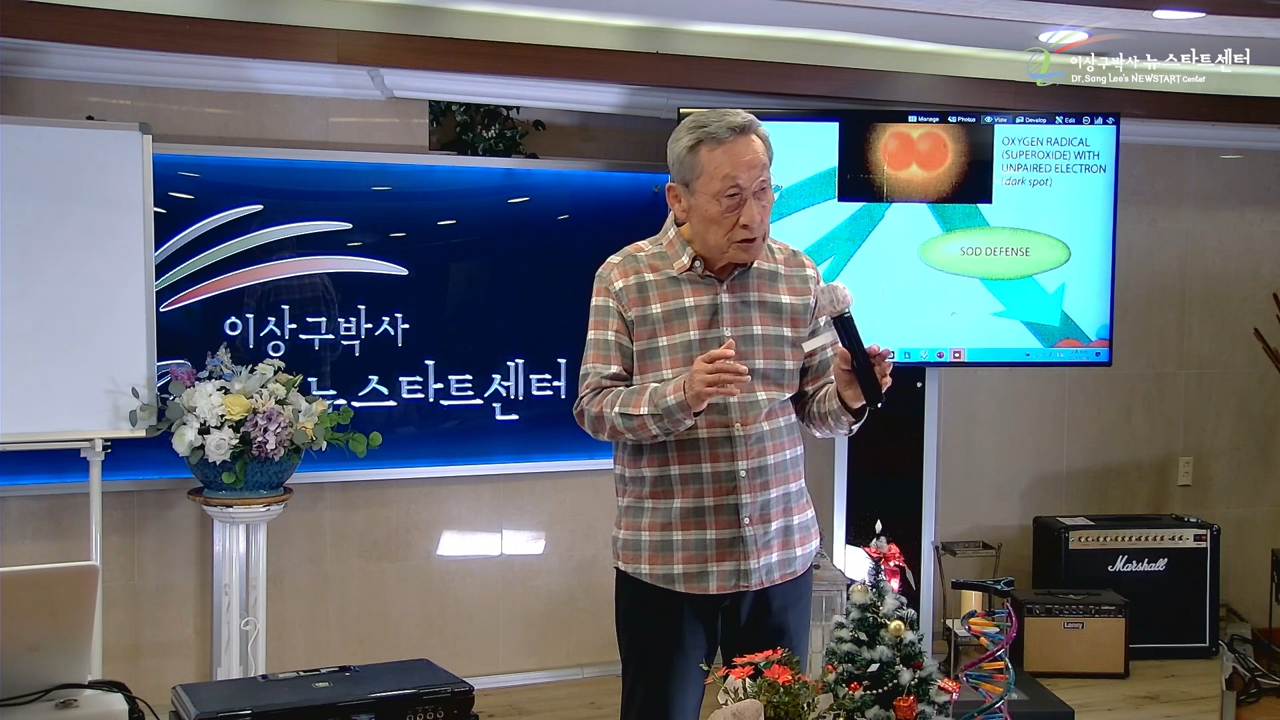 이상구박사 뉴스타트센터
Dr. Sang Lee's NEWSTART Center
Manage Photos View Develop Edit
OXYGEN RADICAL
(SUPEROXIDE) WITH
UNPAIRED ELECTRON
(dark spot)
SOD DEFENSE
이상구박사
뉴스타트센터
Marshall
Laney